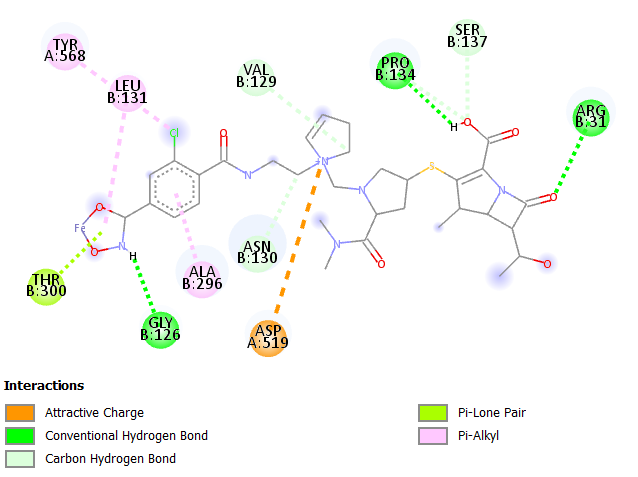 TYR
A:568
LEU
B:131
VAL
B:129
PRO
B:134
SER
B:137
ARG
B:31
Cl
O
N
N
H
O
O
O
S
N
N
O
O
Fe
O
N
H
ASN
B:130
N
O
O
THR
B:300
ALA
B:296
GLY
B:126
ASP
A:519
Interactions
Attractive Charge
Conventional Hydrogen Bond
Carbon Hydrogen Bond
Pi-Lone Pair
Pi-Alkyl